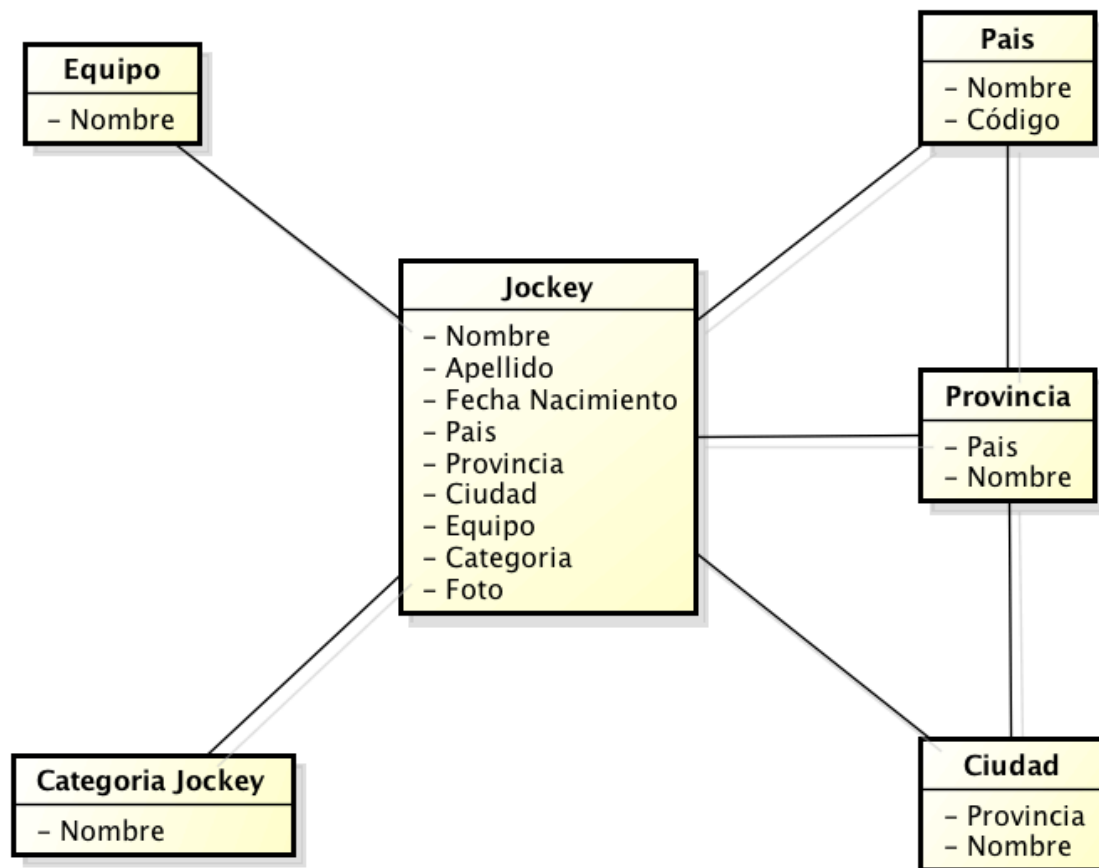 Equipo
– Nombre
Pais
– Nombre
– Código
Jockey
– Nombre
– Apellido
– Fecha Nacimiento
– Pais
– Provincia
– Ciudad
– Equipo
– Categoria
– Foto
Provincia
– Pais
– Nombre
Categoria Jockey
– Nombre
Ciudad
– Provincia
– Nombre